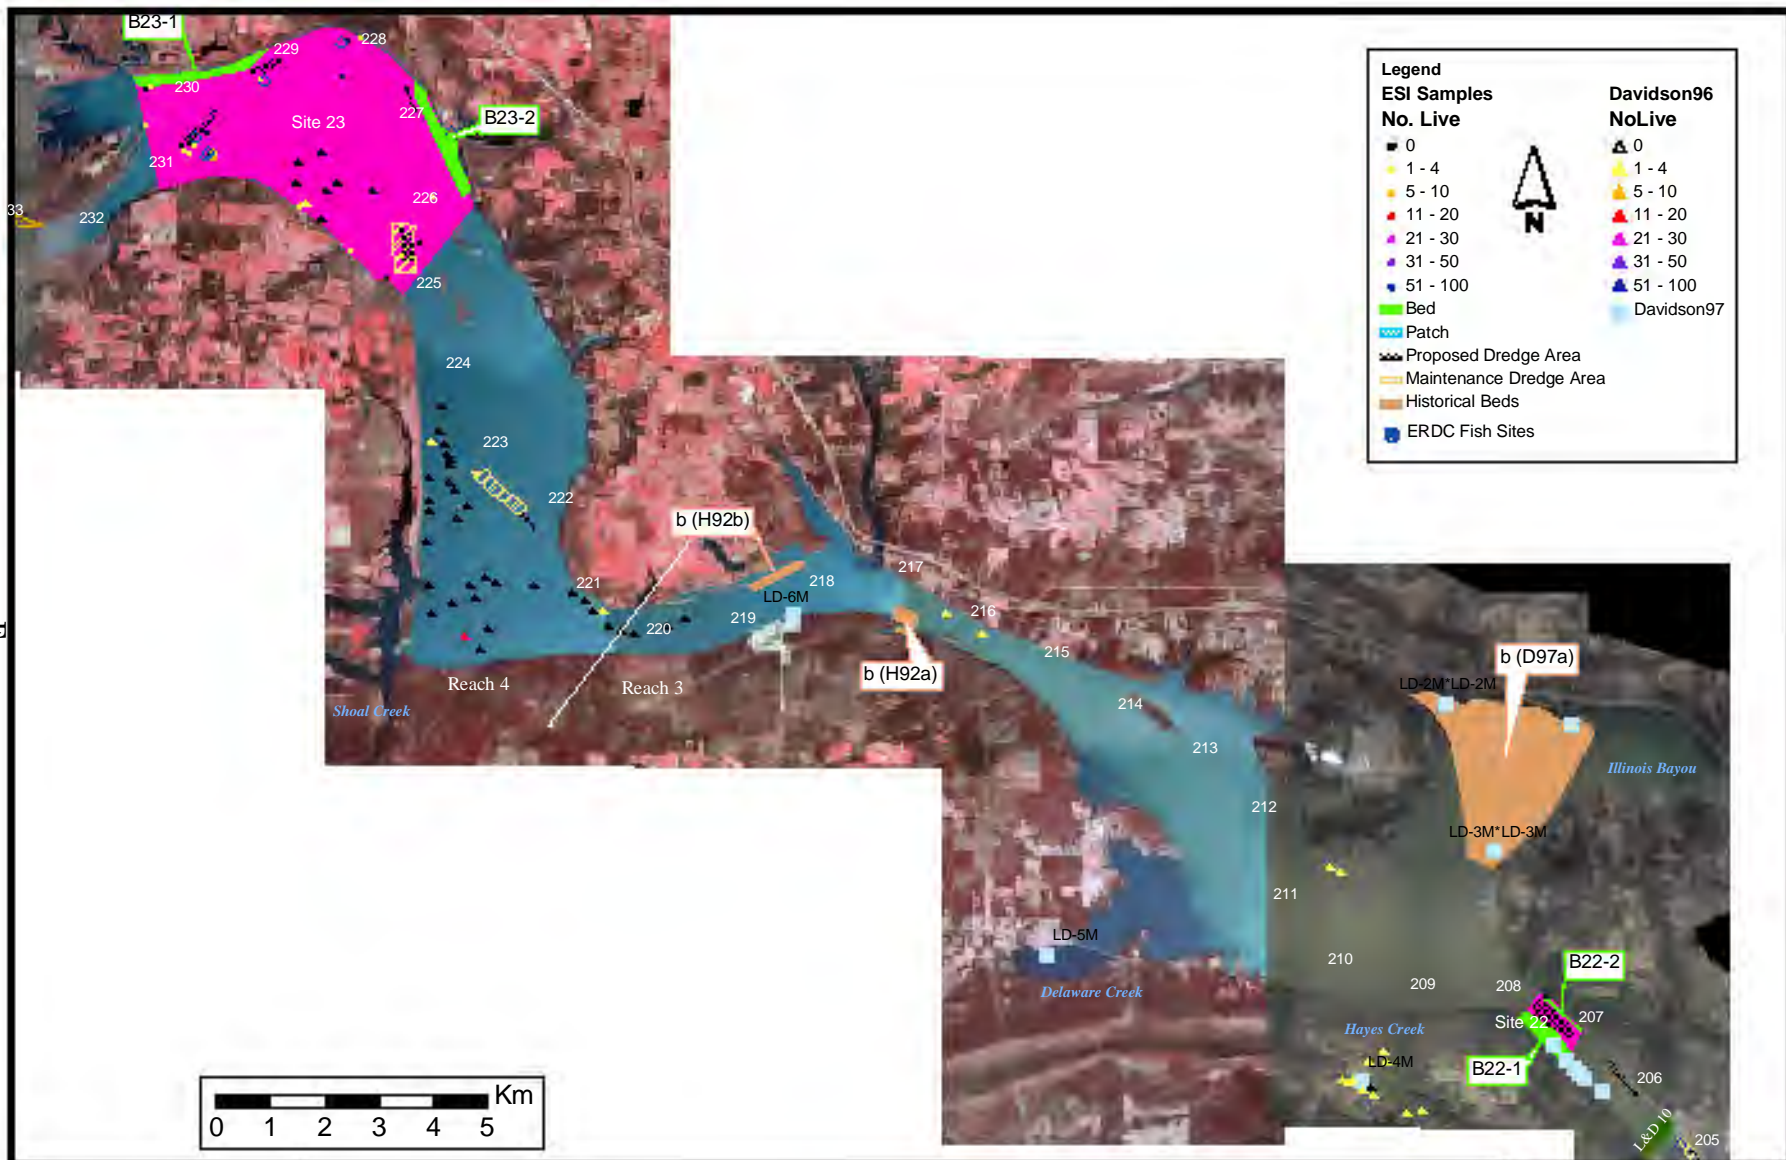 B23-1
229
228
230
227
B23-2
Site 23
231
226
33
232
225
224
223
222
b (H92b)
221
218
217
LD-6M
216
219
220
215
b (H92a)
Reach 4
Reach 3
Shoal Creek
214
213
212
b (D97a)
LD-2M*LD-2M
Illinois Bayou
LD-3M*LD-3M
211
LD-5M
210
209
208
B22-2
Delaware Creek
Site 22
207
Hayes Creek
LD-4M
B22-1
206
L&D 10
205
Legend
ESI Samples
No. Live
0
1 - 4
5 - 10
11 - 20
21 - 30
31 - 50
51 - 100
Bed
Patch
Proposed Dredge Area
Maintenance Dredge Area
Historical Beds
ERDC Fish Sites
Davidson96
NoLive
0
1 - 4
5 - 10
11 - 20
21 - 30
31 - 50
51 - 100
Davidson97
N
Km
0 1 2 3 4 5